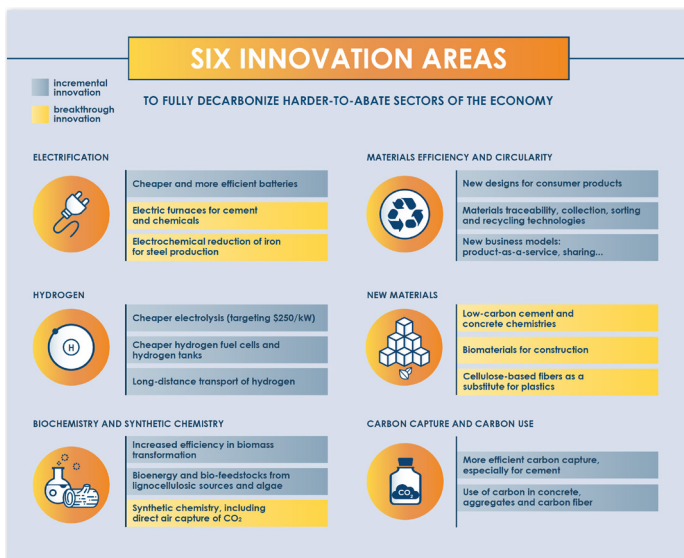 SIX INNOVATION AREAS
incremental
innovation
breakthrough
innovation
TO FULLY DECARBONIZE HARDER-TO-ABATE SECTORS OF THE ECONOMY
ELECTRIFICATION
Cheaper and more efficient batteries
Electric furnaces for cement
and chemicals
Electrochemical reduction of iron
for steel production
MATERIALS EFFICIENCY AND CIRCULARITY
New designs for consumer products
Materials traceability, collection, sorting
and recycling technologies
New business models:
product-as-a-service, sharing...
HYDROGEN
H
Cheaper electrolysis (targeting $250/kW)
Cheaper hydrogen fuel cells and
hydrogen tanks
Long-distance transport of hydrogen
NEW MATERIALS
Low-carbon cement and
concrete chemistries
Biomaterials for construction
Cellulose-based fibers as a
substitute for plastics
BIOCHEMISTRY AND SYNTHETIC CHEMISTRY
Increased efficiency in biomass
transformation
Bioenergy and bio-feedstocks from
lignocellulosic sources and algae
Synthetic chemistry, including
direct air capture of CO₂
CARBON CAPTURE AND CARBON USE
CO₂
More efficient carbon capture,
especially for cement
Use of carbon in concrete,
aggregates and carbon fiber